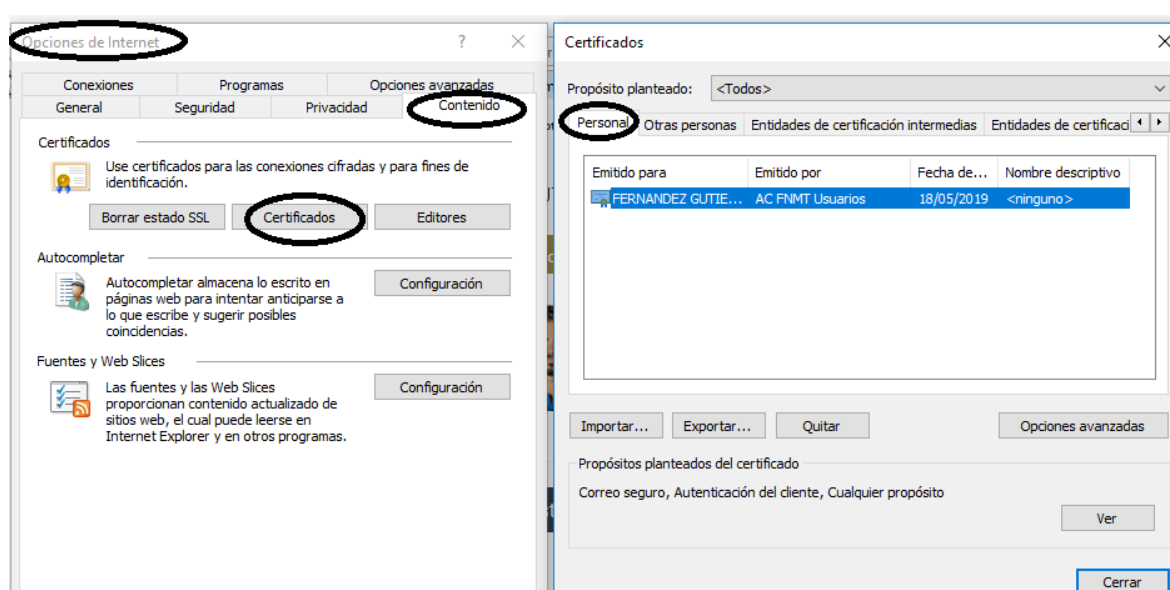 Opciones de Internet
?
Conexiones Programas Opciones avanzadas
General Seguridad Privacidad Contenido
Certificados
Use certificados para las conexiones cifradas y para fines de
identificación.
Borrar estado SSL Certificados Editores
Autocompletar
Autocompletar almacena lo escrito en
páginas web para intentar anticiparse a
lo que escribe y sugerir posibles
coincidencias.
Configuración
Fuentes y Web Slices
Las fuentes y las Web Slices
proporcionan contenido actualizado de
sitios web, el cual puede leerse en
Internet Explorer y en otros programas.
Configuración
Certificados
Propósito planteado: <Todos>
Personal Otras personas Entidades de certificación intermedias Entidades de certificaci
Emitido para Emitido por Fecha de... Nombre descriptivo
FERNANDEZ GUTIE... AC FNMT Usuarios 18/05/2019 <ninguno>
Importar... Exportar... Quitar Opciones avanzadas
Propósitos planteados del certificado
Correo seguro, Autenticación del cliente, Cualquier propósito
Ver
Cerrar